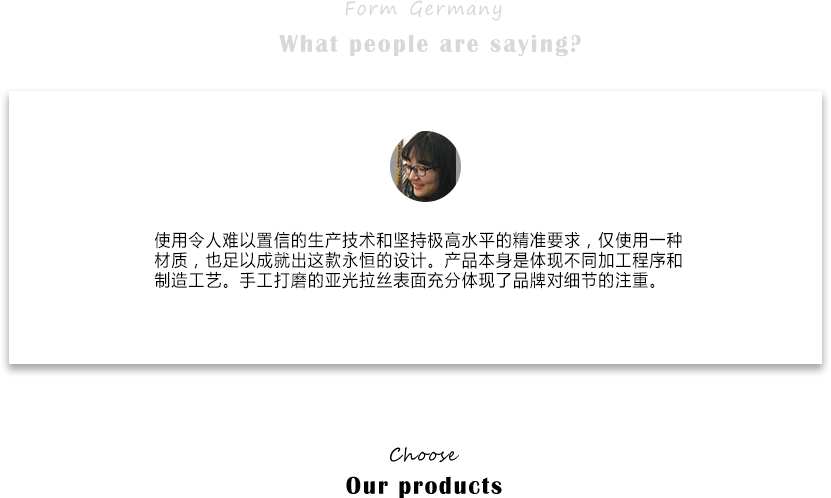 Form Germany
What people are saying?
使用令人难以置信的生产技术和坚持极高水平的精准要求，仅使用一种
材质，也足以成就出这款永恒的设计。产品本身是体现不同加工程序和
制造工艺。手工打磨的亚光拉丝表面充分体现了品牌对细节的注重。
Choose
Our products